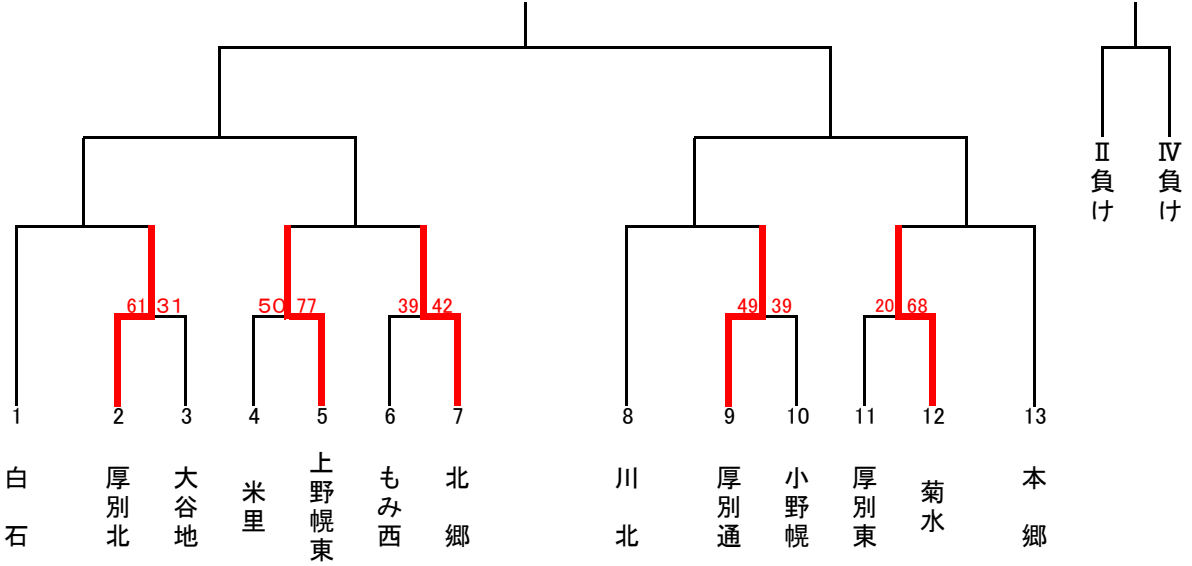 Ⅱ負け
Ⅳ負け
61 31
50 77
39 42
49 39
20 68
1
2
3
4
5
6
7
8
9
10
11
12
13
白石
厚別北
大谷地
米里
上野幌東
もみ西
北郷
川北
厚別通
小野幌
厚別東
菊水
本郷